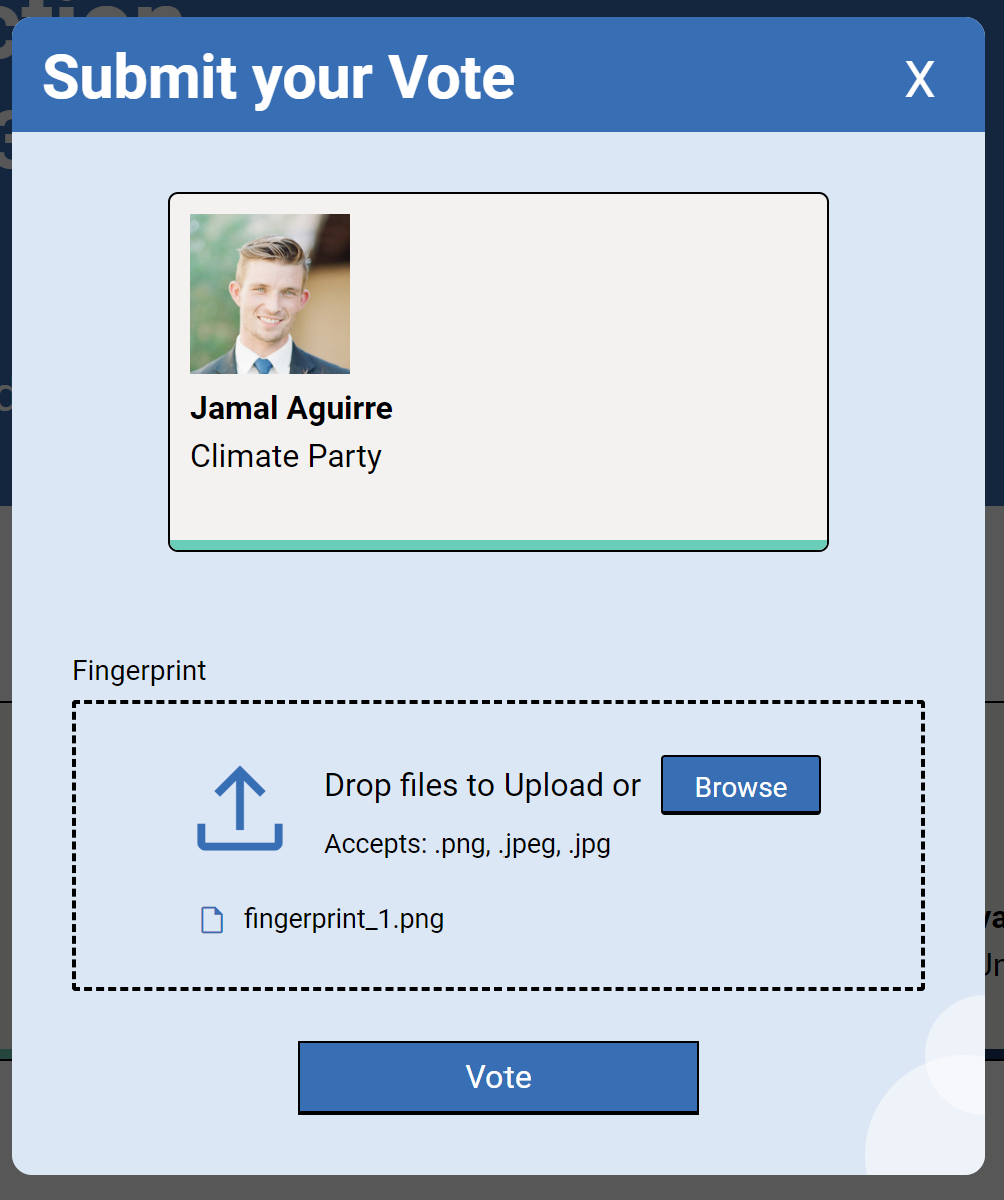 Submit your Vote
X
Jamal Aguirre
Climate Party
Fingerprint
Drop files to Upload or
Browse
Accepts: .png, .jpeg, .jpg
fingerprint_1.png
Vote